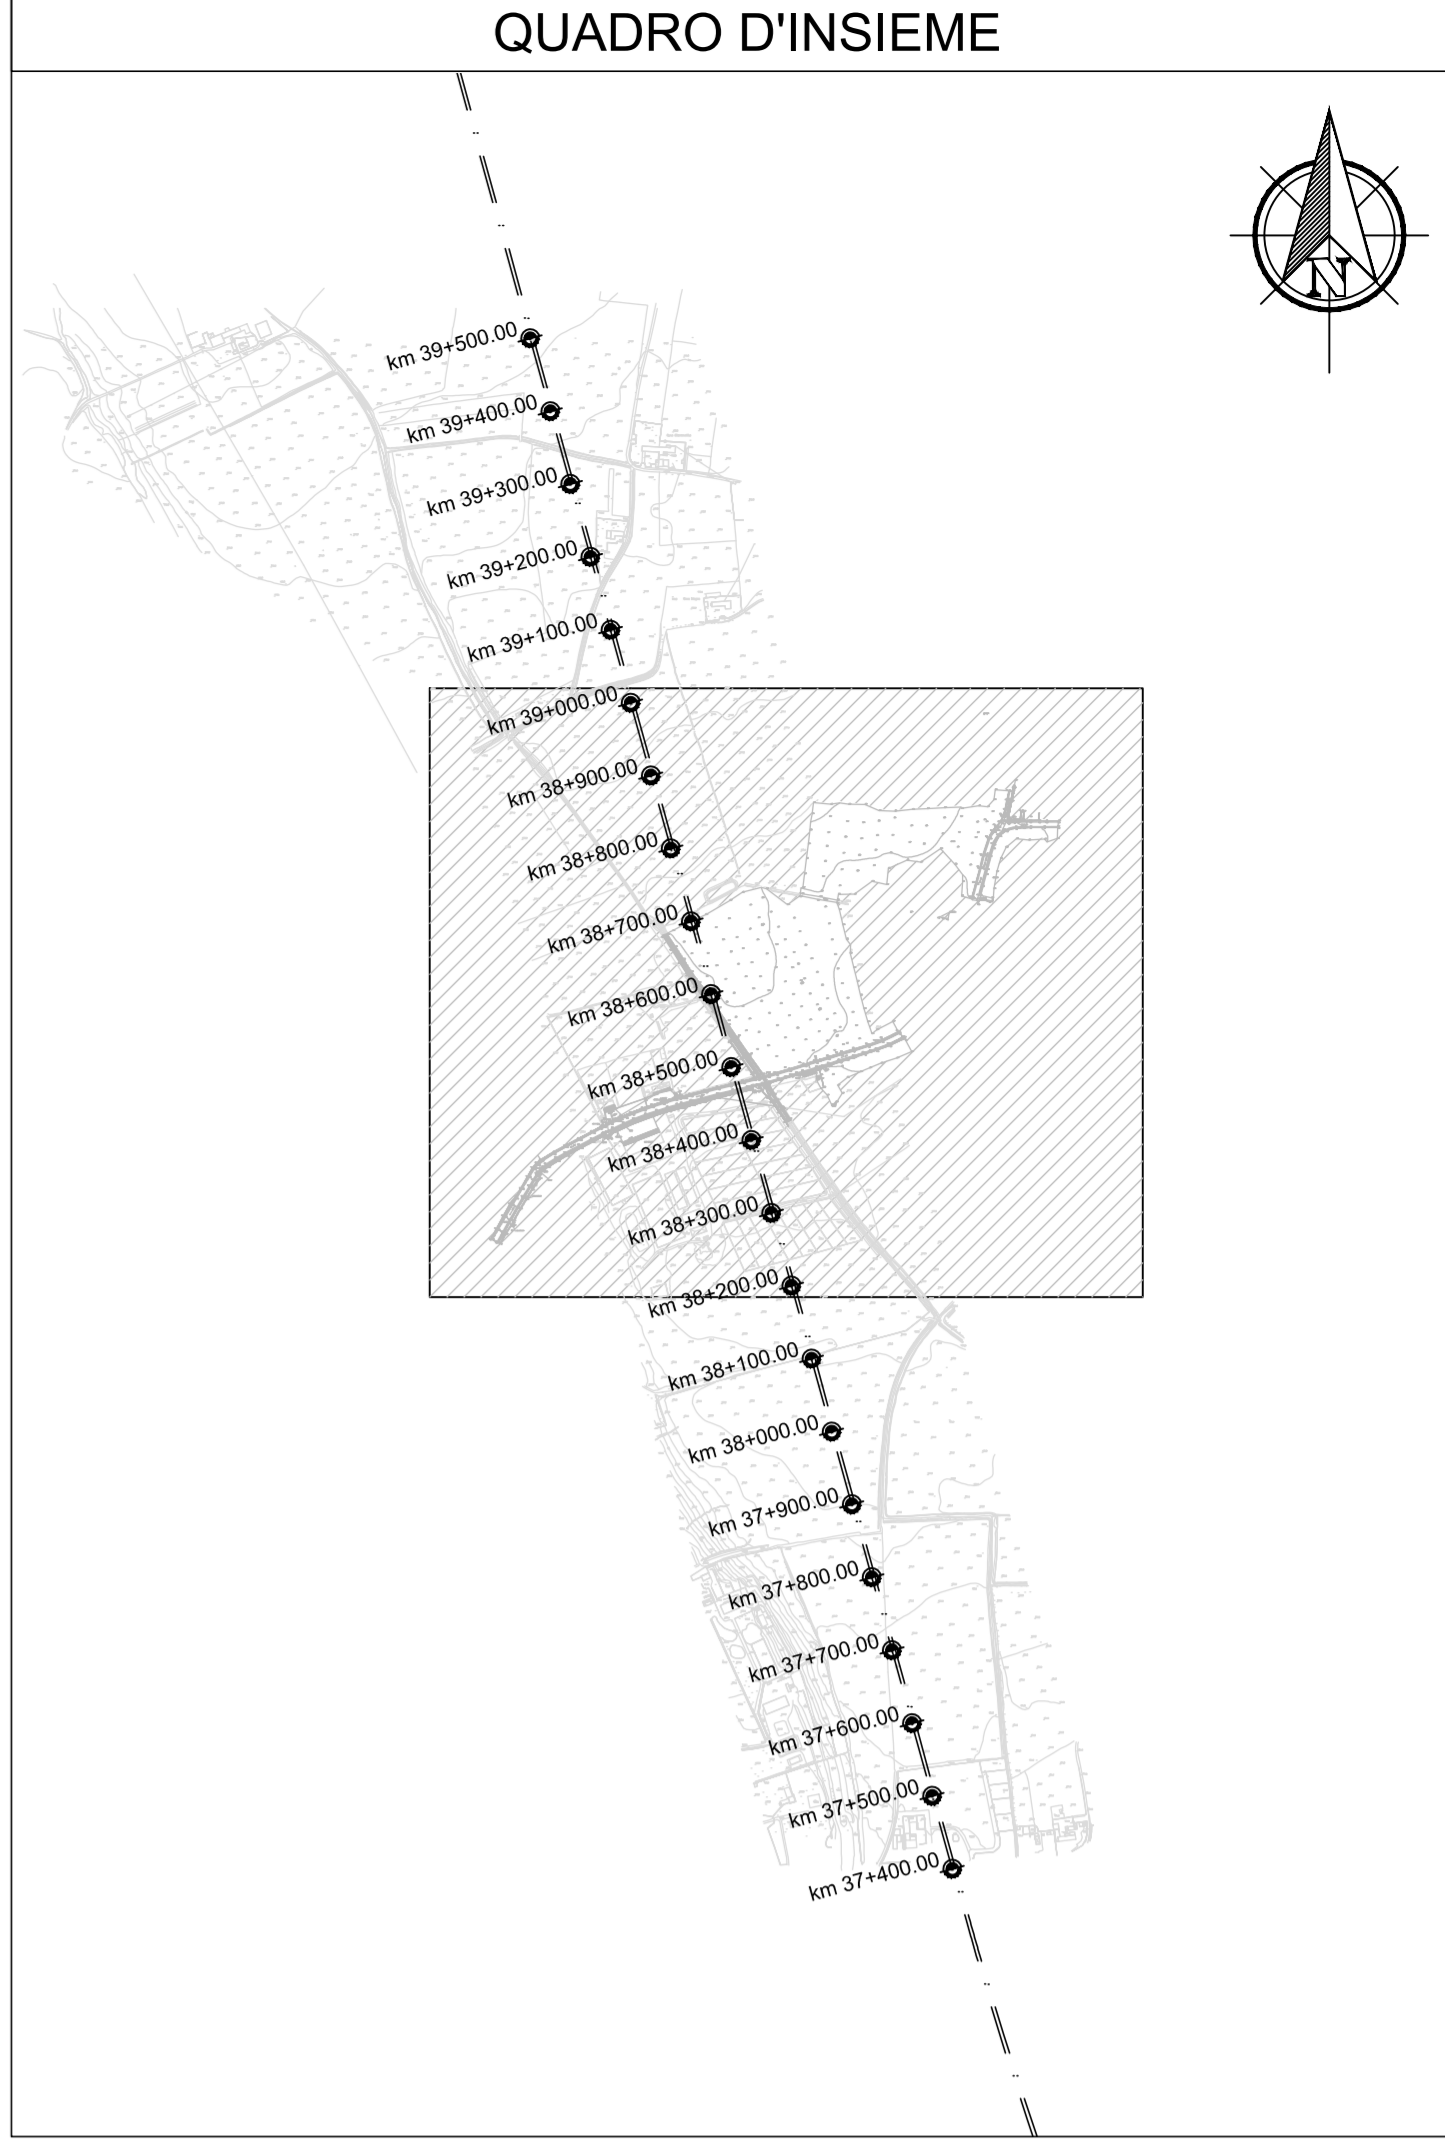 QUADRO D'INSIEME
N
km 39+500.00
km 39+400.00
km 39+300.00
km 39+200.00
km 39+100.00
km 39+000.00
km 38+900.00
km 38+800.00
km 38+700.00
km 38+600.00
km 38+500.00
km 38+400.00
km 38+300.00
km 38+200.00
km 38+100.00
km 38+000.00
km 37+900.00
km 37+800.00
km 37+700.00
km 37+600.00
km 37+500.00
km 37+400.00